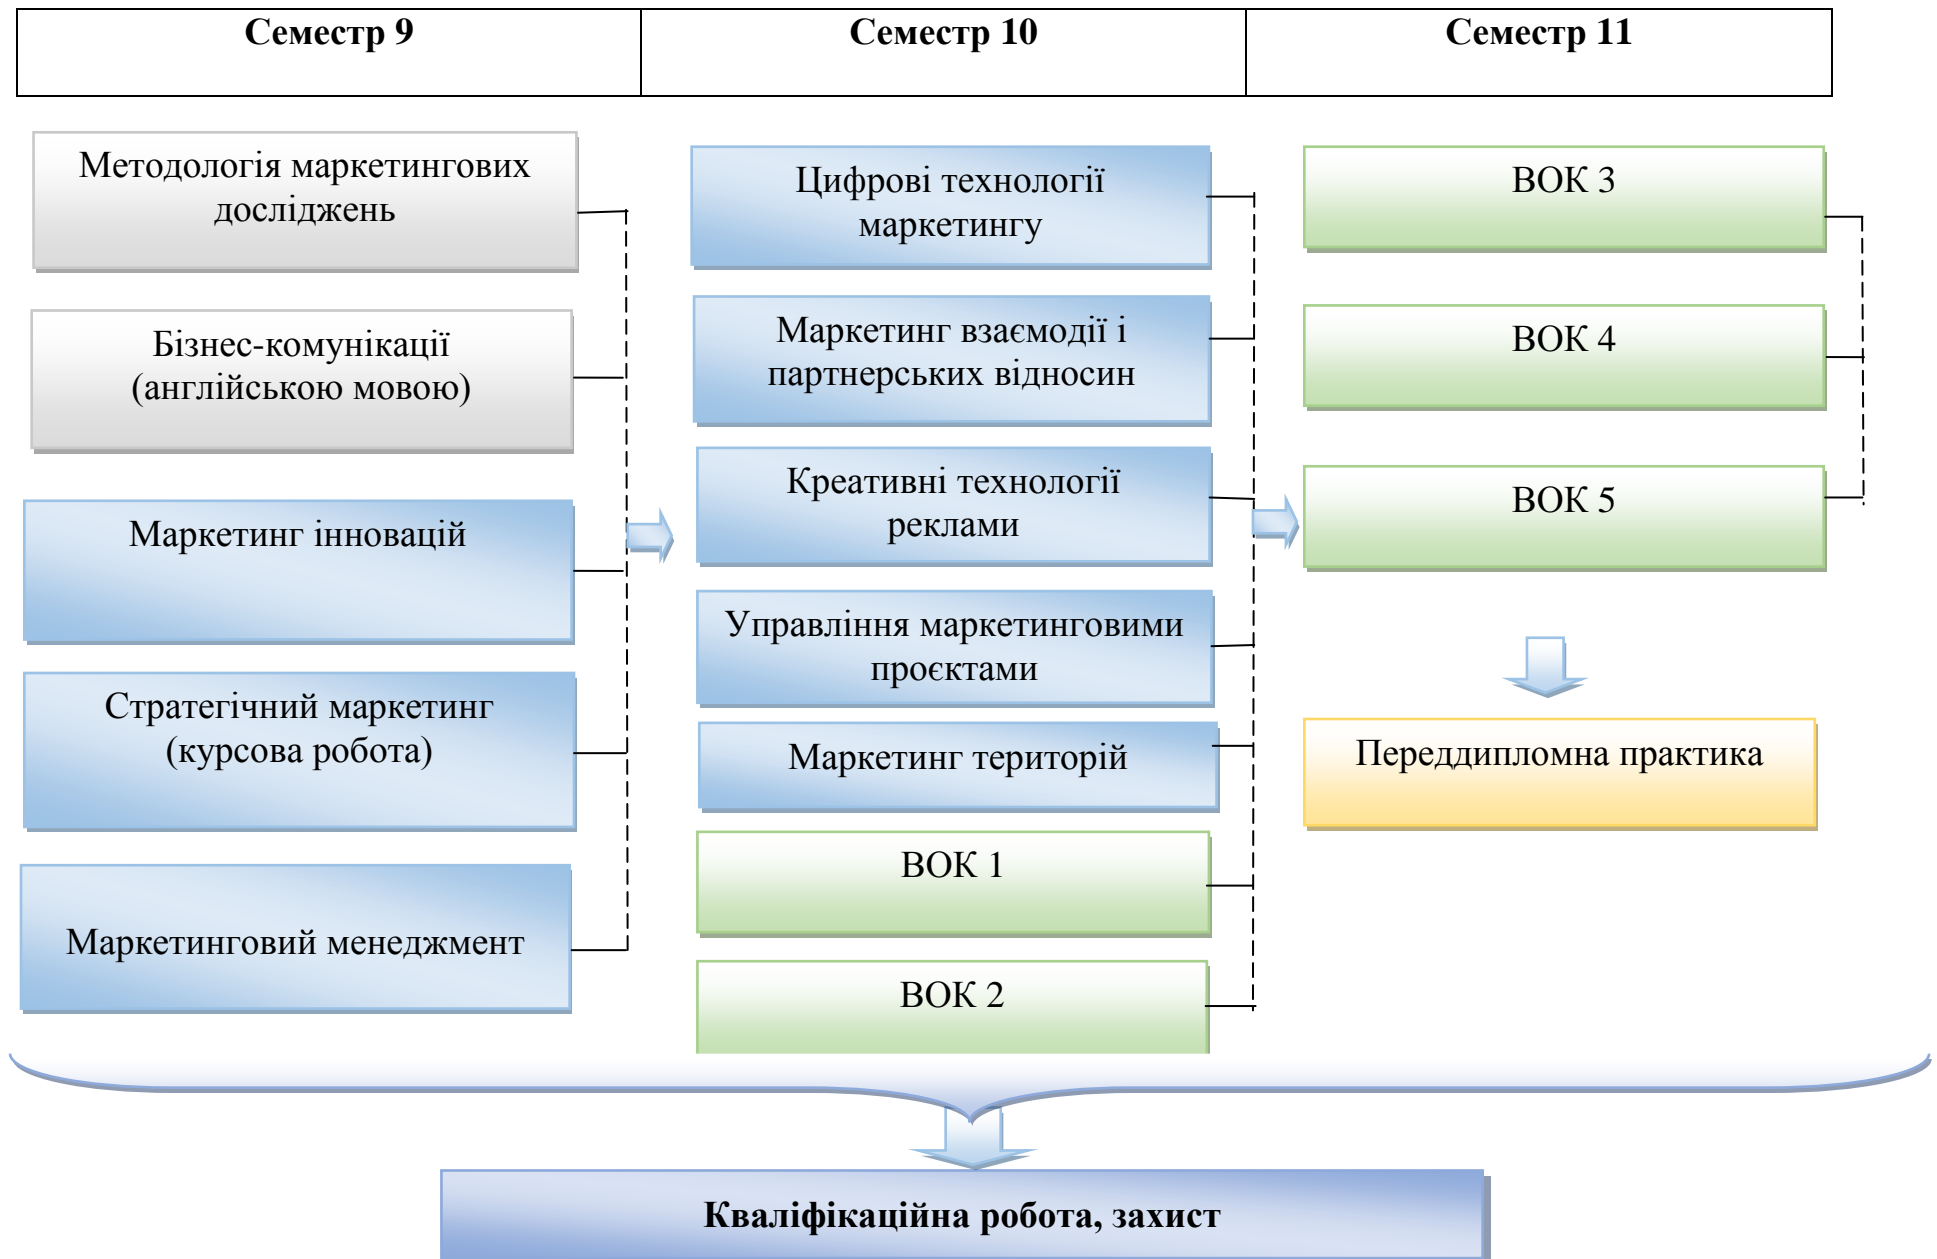 Семестр 9
Семестр 10
Семестр 11
Методологія маркетингових
досліджень
Бізнес-комунікації
(англійською мовою)
Маркетинг інновацій
Стратегічний маркетинг
(курсова робота)
Маркетинговий менеджмент
Цифрові технології
маркетингу
Маркетинг взаємодії і
партнерських відносин
Креативні технології
реклами
Управління маркетинговими
проєктами
Маркетинг територій
ВОК 1
ВОК 2
ВОК 3
ВОК 4
ВОК 5
Переддипломна практика
Кваліфікаційна робота, захист